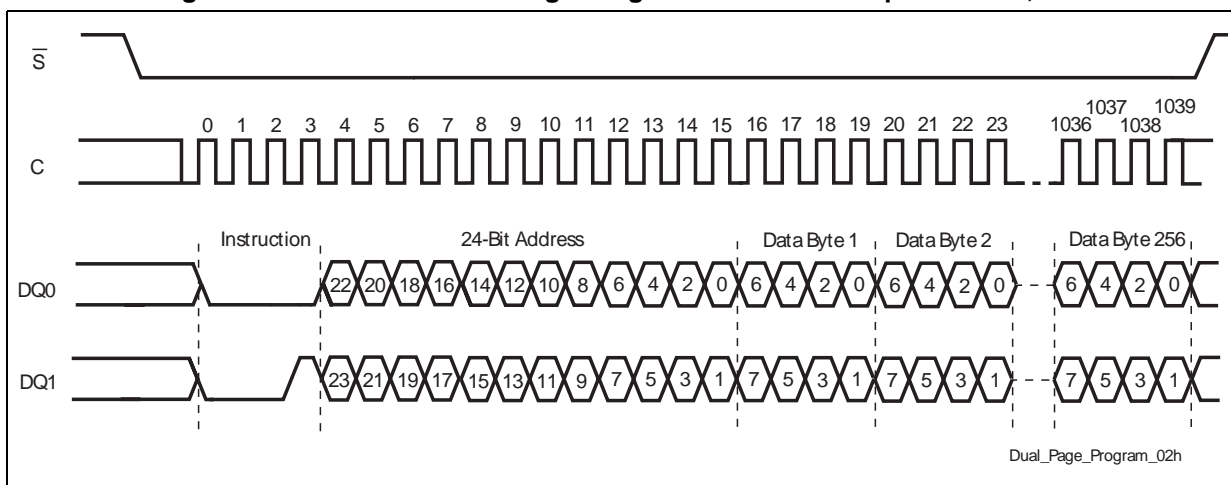 S
1037 1039
0 1 2 3 4 5 6 7 8 9 10 11 12 13 14 15 16 17 18 19 20 21 22 23 1036 1038
C
Instruction 24-Bit Address Data Byte 1 Data Byte 2 Data Byte 256
DQ0 22 20 18 16 14 12 10 8 6 4 2 0 6 4 2 0 6 4 2 0 6 4 2 0
DQ1 23 21 19 17 15 13 11 9 7 5 3 1 7 5 3 1 7 5 3 1 7 5 3 1
Dual_Page_Program_02h